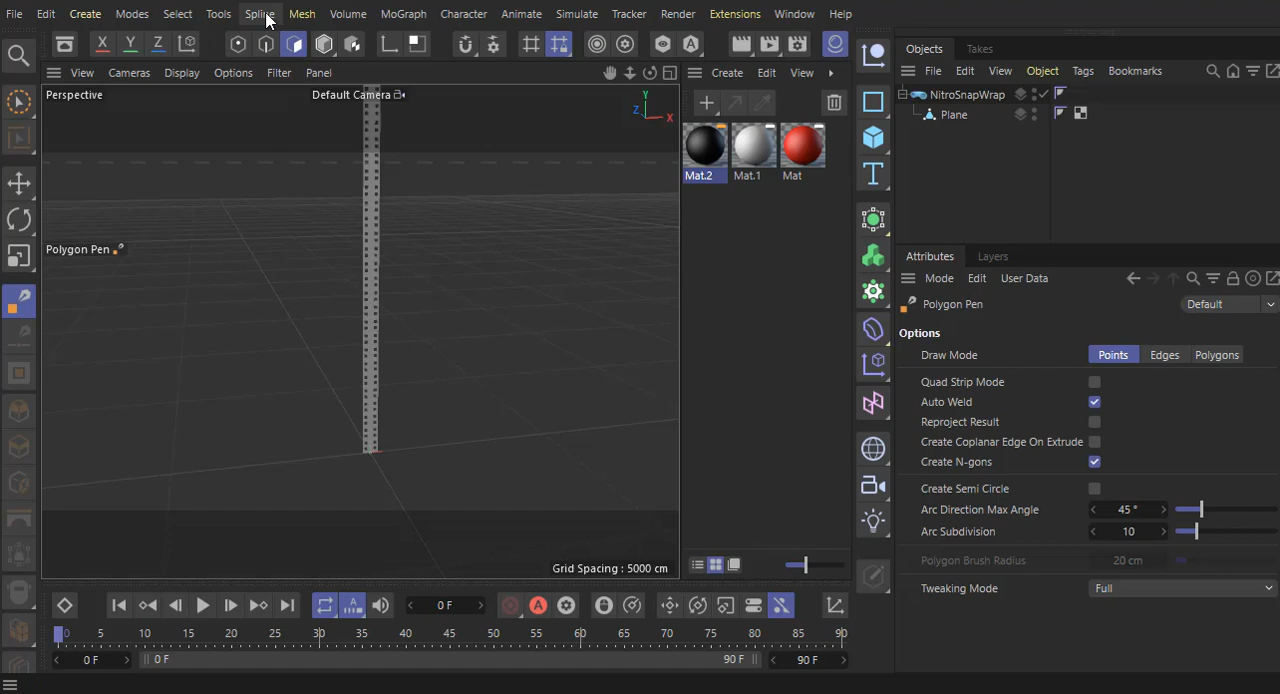 File Edit Create Modes Select Tools Spline Mesh Volume MoGraph Character Animate Simulate Tracker Render Extensions Window Help
X Y Z
A
Objects Takes
View Cameras Display Options Filter Panel
Create Edit View
File Edit View Object Tags Bookmarks
Perspective
Default Camera
Y
Z X
NitroSnapWrap
Plane
T
Mat.2 Mat.1 Mat
Polygon Pen
Attributes Layers
Mode Edit User Data
Polygon Pen
Default
Options
Draw Mode Points Edges Polygons
Quad Strip Mode
Auto Weld
Reproject Result
Create Coplanar Edge On Extrude
Create N-gons
Create Semi Circle
Arc Direction Max Angle 45 °
Arc Subdivision 10
Polygon Brush Radius 20 cm
Tweaking Mode Full
Grid Spacing : 5000 cm
A
0 F
A
0 5 10 15 20 25 30 35 40 45 50 55 60 65 70 75 80 85 90
0 F 0 F 90 F 90 F